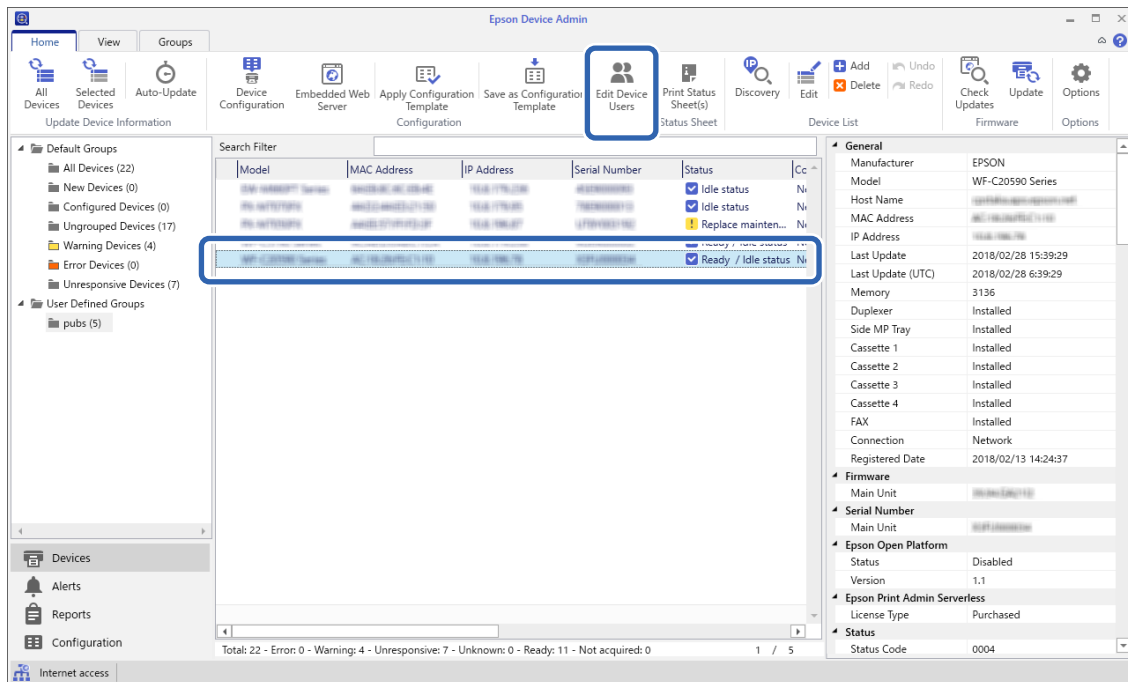 Epson Device Admin
Home View Groups
All Devices
Selected Devices
Auto-Update
Update Device Information
Device Configuration
Embedded Web Server
Apply Configuration Template
Save as Configuration Template
Configuration
Edit Device Users
Print Status Sheet(s)
Status Sheet
Discovery
Edit
Add
Delete
Undo
Redo
Device List
Check Updates
Update
Firmware
Options
Options
Default Groups
All Devices (22)
New Devices (0)
Configured Devices (0)
Ungrouped Devices (17)
Warning Devices (4)
Error Devices (0)
Unresponsive Devices (7)
User Defined Groups
pubs (5)
Devices
Alerts
Reports
Configuration
Internet access
Search Filter
Model MAC Address IP Address Serial Number Status Cc
Idle status
Idle status
Replace mainten...
Ready / Idle status
Ready / Idle status
Total: 22 - Error: 0 - Warning: 4 - Unresponsive: 7 - Unknown: 0 - Ready: 11 - Not acquired: 0 1 / 5
General
Manufacturer EPSON
Model WF-C20590 Series
Host Name
MAC Address
IP Address
Last Update 2018/02/28 15:39:29
Last Update (UTC) 2018/02/28 6:39:29
Memory 3136
Duplexer Installed
Side MP Tray Installed
Cassette 1 Installed
Cassette 2 Installed
Cassette 3 Installed
Cassette 4 Installed
FAX Installed
Connection Network
Registered Date 2018/02/13 14:24:37
Firmware
Main Unit
Serial Number
Main Unit
Epson Open Platform
Status Disabled
Version 1.1
Epson Print Admin Serverless
License Type Purchased
Status
Status Code 0004